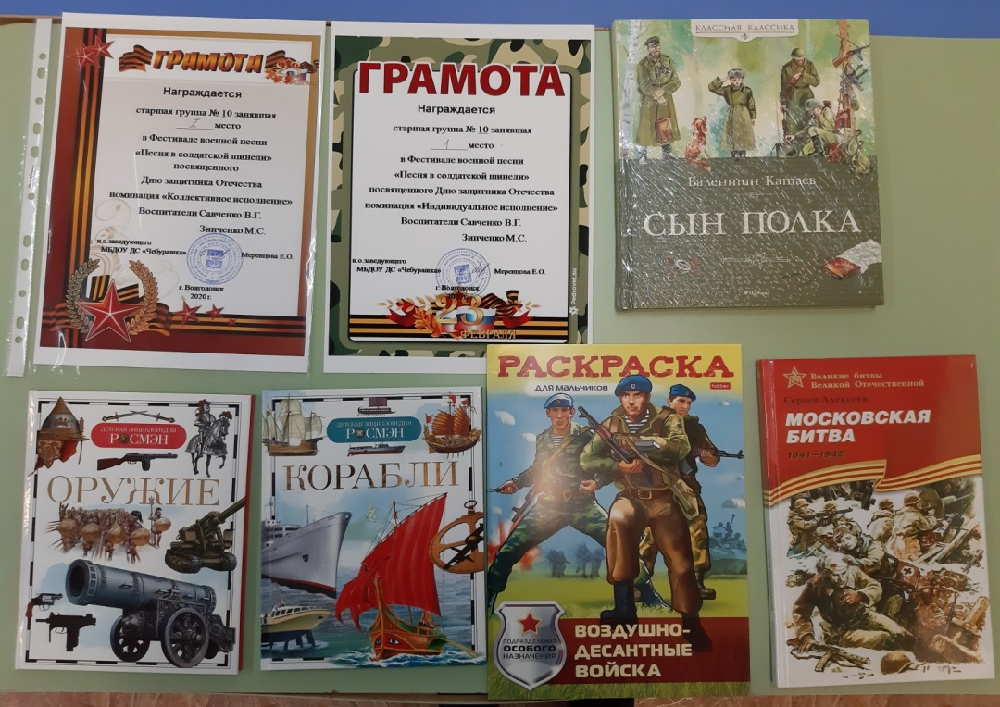 ГРАМОТА
Награждается
старшая группа № 10 занявшая
I место
в Фестивале военной песни
«Песня в солдатской шинели»
посвященного
Дню защитника Отечества
номинация «Коллективное исполнение»
Воспитатели Савченко В.Г.
Зинченко М.С.
и.о.заведующего
МБДОУ ДС «Чебурашка» Меренцова Е.О.
г. Волгодонск
2020 г.
ГРАМОТА
Награждается
старшая группа № 10 занявшая
1 место
в Фестивале военной песни
«Песня в солдатской шинели»
посвященного Дню защитника Отечества
номинация «Индивидуальное исполнение»
Воспитатели Савченко В.Г.
Зинченко М.С.
и.о.заведующего
МБДОУ ДС «Чебурашка» Меренцова Е.О.
г. Волгодонск
23
ФЕВРАЛЯ
Pedsovet.su
КЛАССНАЯ КЛАССИКА
Валентин Катаев
СЫН ПОЛКА
ДЕТСКАЯ ЭНЦИКЛОПЕДИЯ
РОСМЭН
ОРУЖИЕ
ДЕТСКАЯ ЭНЦИКЛОПЕДИЯ
РОСМЭН
КОРАБЛИ
РАСКРАСКА
для мальчиков
hatber
ПОДРАЗДЕЛЕНИЯ
ОСОБОГО
НАЗНАЧЕНИЯ
ВОЗДУШНО-
ДЕСАНТНЫЕ
ВОЙСКА
Великие битвы
Великой Отечественной
Сергей Алексеев
МОСКОВСКАЯ
БИТВА
1941–1942